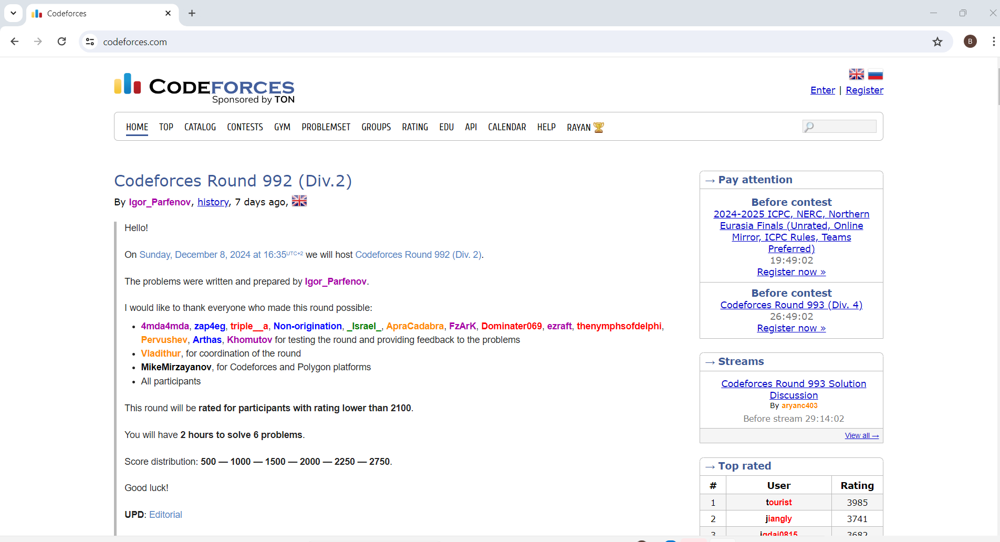 Codeforces
codeforces.com
B
CODEFORCES
Sponsored by TON
Enter | Register
HOME TOP CATALOG CONTESTS GYM PROBLEMSET GROUPS RATING EDU API CALENDAR HELP RAYAN
Codeforces Round 992 (Div.2)
By Igor_Parfenov, history, 7 days ago,
Hello!
On Sunday, December 8, 2024 at 16:35UTC+2 we will host Codeforces Round 992 (Div. 2).
The problems were written and prepared by Igor_Parfenov.
I would like to thank everyone who made this round possible:
• 4mda4mda, zap4eg, triple__a, Non-origination, _Israel_, ApraCadabra, FzArK, Dominater069, ezraft, thenymphsofdelphi,
Pervushev, Arthas, Khomutov for testing the round and providing feedback to the problems
• Vladithur, for coordination of the round
• MikeMirzayanov, for Codeforces and Polygon platforms
• All participants
This round will be rated for participants with rating lower than 2100.
You will have 2 hours to solve 6 problems.
Score distribution: 500 — 1000 — 1500 — 2000 — 2250 — 2750.
Good luck!
UPD: Editorial
→ Pay attention
Before contest
2024-2025 ICPC, NERC, Northern
Eurasia Finals (Unrated, Online
Mirror, ICPC Rules, Teams
Preferred)
19:49:02
Register now »
Before contest
Codeforces Round 993 (Div. 4)
26:49:02
Register now »
→ Streams
Codeforces Round 993 Solution
Discussion
By aryanc403
Before stream 29:14:02
View all →
→ Top rated
# User Rating
1 tourist 3985
2 jiangly 3741
3 jqdai0815 3682